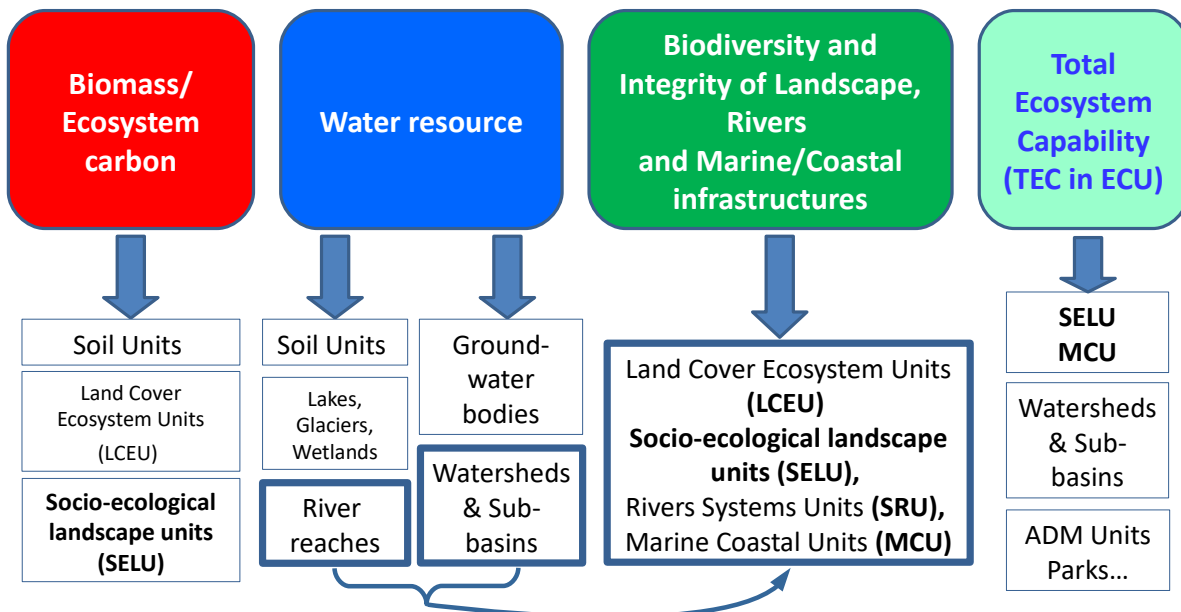 Biomass/
Ecosystem
carbon
Water resource
Biodiversity and
Integrity of Landscape,
Rivers
and Marine/Coastal
infrastructures
Total
Ecosystem
Capability
(TEC in ECU)
Soil Units
Land Cover
Ecosystem Units
(LCEU)
Socio-ecological
landscape units
(SELU)
Soil Units
Lakes,
Glaciers,
Wetlands
River
reaches
Ground-
water
bodies
Watersheds
& Sub-
basins
Land Cover Ecosystem Units
(LCEU)
Socio-ecological landscape
units (SELU),
Rivers Systems Units (SRU),
Marine Coastal Units (MCU)
SELU
MCU
Watersheds
& Sub-
basins
ADM Units
Parks...